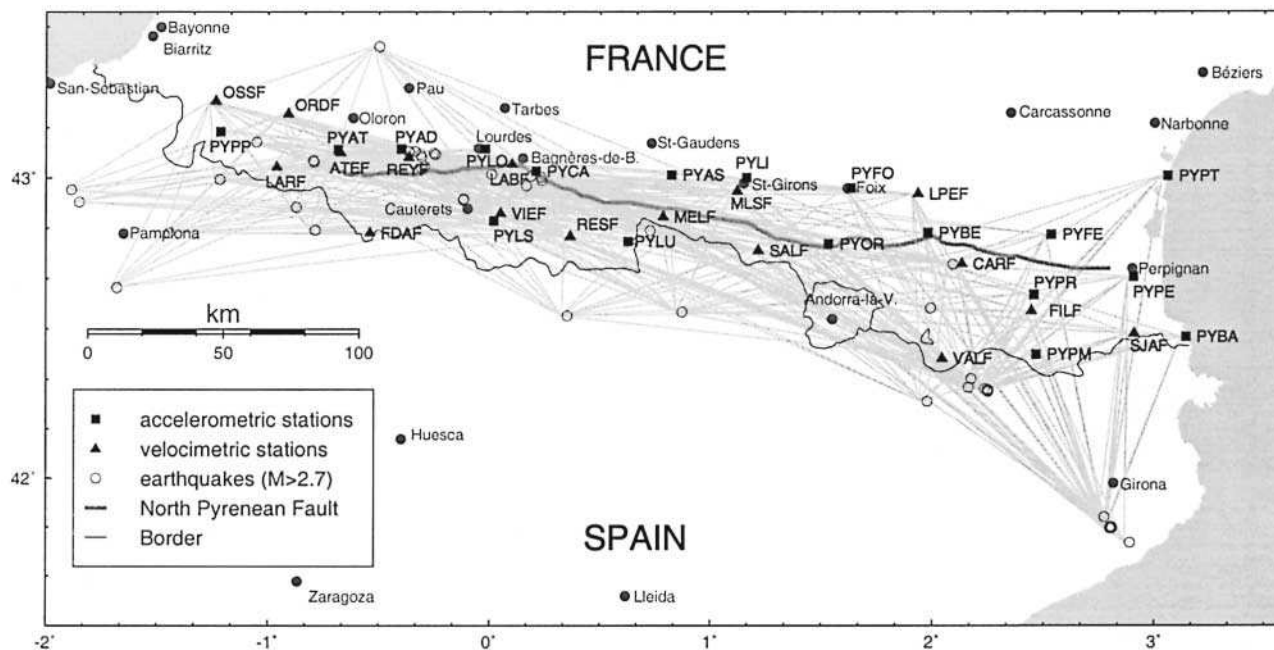 Bayonne
Biarritz
FRANCE
San-Sebastian
OSSF
ORDF
Pau
Tarbes
Béziers
Carcassonne
Narbonne
Oloron
PYPP
PYAT
PYAD
Lourdes
St-Gaudens
ATEF
REYF
PYLO
Bagnères-de-B.
LARF
LABF
PYCA
PYAS
PYLI
St-Girons
MLSF
PYFO
Foix
LPEF
PYPT
43°
Cauterets
VIEF
PYLS
RESF
MELF
PYLU
SALF
PYOR
PYBE
PYFE
Pamplona
FDAF
CARF
Perpignan
PYPR
PYPE
Andorra-la-V.
FILF
km
0 50 100
VALF
PYPM
SJAF
PYBA
accelerometric stations
velocimetric stations
earthquakes (M>2.7)
North Pyrenean Fault
Border
Huesca
42°
Girona
SPAIN
Zaragoza
Lleida
-2° -1° 0° 1° 2° 3°